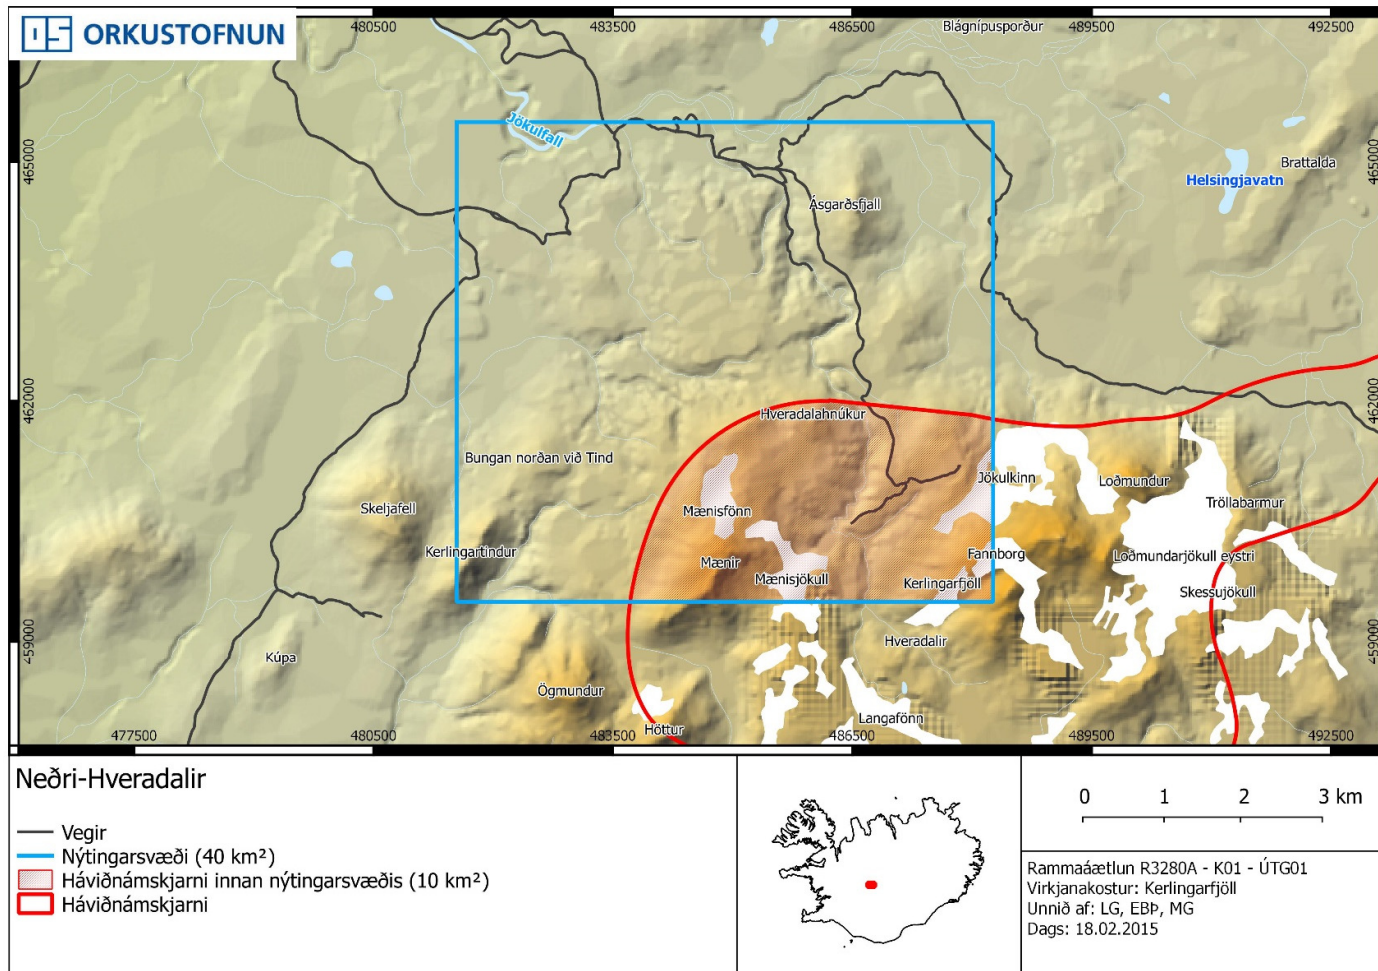 OS ORKUSTOFNUN
480500
483500
486500
489500
492500
Blágnípusporður
Jökulfall
465000
465000
Brattalda
Helsingjavatn
Ásgarðsfjall
462000
462000
Hveradalahnúkur
Bungan norðan við Tind
Jökulkinn
Loðmundur
Skeljafell
Mænisfönn
Tröllabarmur
Kerlingartindur
Fannborg
Loðmundarjökull eystri
Mænir
Mænisjökull
Kerlingarfjöll
Skessujökull
459000
459000
Hveradalir
Kúpa
Ögmundur
Höttur
Langafönn
477500
480500
483500
486500
489500
492500
Neðri-Hveradalir
Vegir
Nýtingarsvæði (40 km²)
Háviðnámskjarni innan nýtingarsvæðis (10 km²)
Háviðnámskjarni
0 1 2 3 km
Rammaáætlun R3280A - K01 - ÚTG01
Virkjanakostur: Kerlingarfjöll
Unnið af: LG, EBÞ, MG
Dags: 18.02.2015